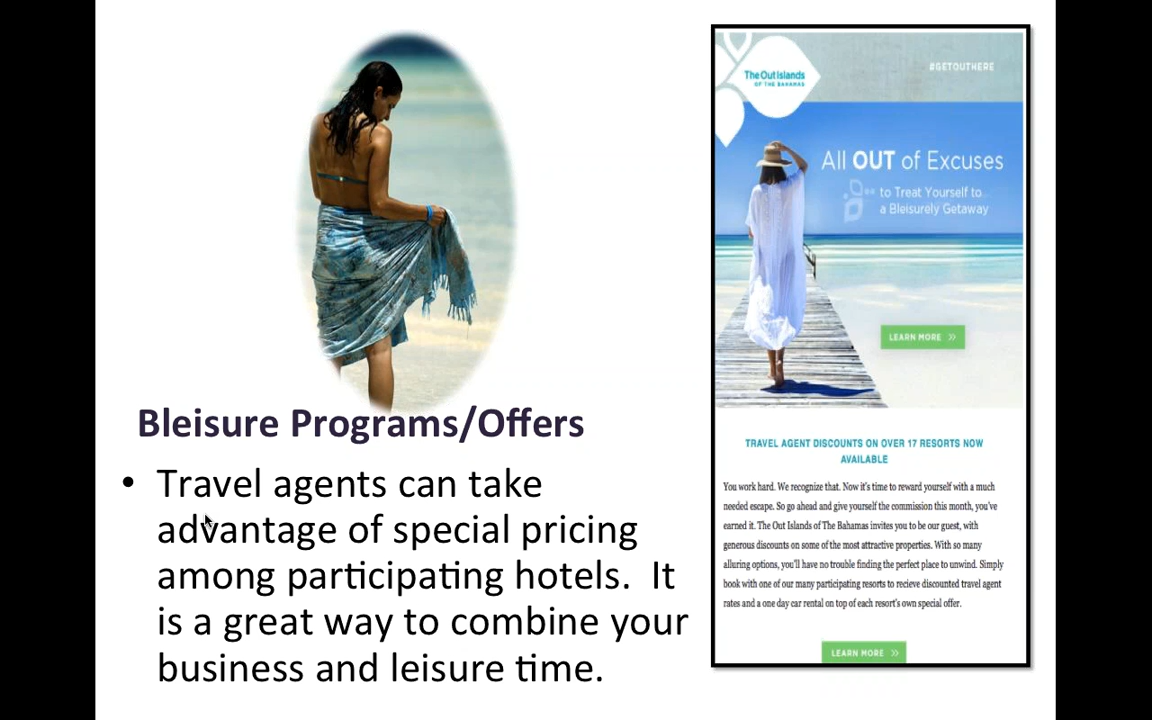 Bleisure Programs/Offers
• Travel agents can take
advantage of special pricing
among participating hotels.  It
is a great way to combine your
business and leisure time.
The Out Islands
OF THE BAHAMAS
#GETOUTHERE
All OUT of Excuses
to Treat Yourself to
a Bleisurely Getaway
LEARN MORE »
TRAVEL AGENT DISCOUNTS ON OVER 17 RESORTS NOW
AVAILABLE
You work hard. We recognize that. Now it's time to reward yourself with a much
needed escape. So go ahead and give yourself the commission this month, you've
earned it. The Out Islands of The Bahamas invites you to be our guest, with
generous discounts on some of the most attractive properties. With so many
alluring options, you'll have no trouble finding the perfect place to unwind. Simply
book with one of our many participating resorts to recieve discounted travel agent
rates and a one day car rental on top of each resort's own special offer.
LEARN MORE »